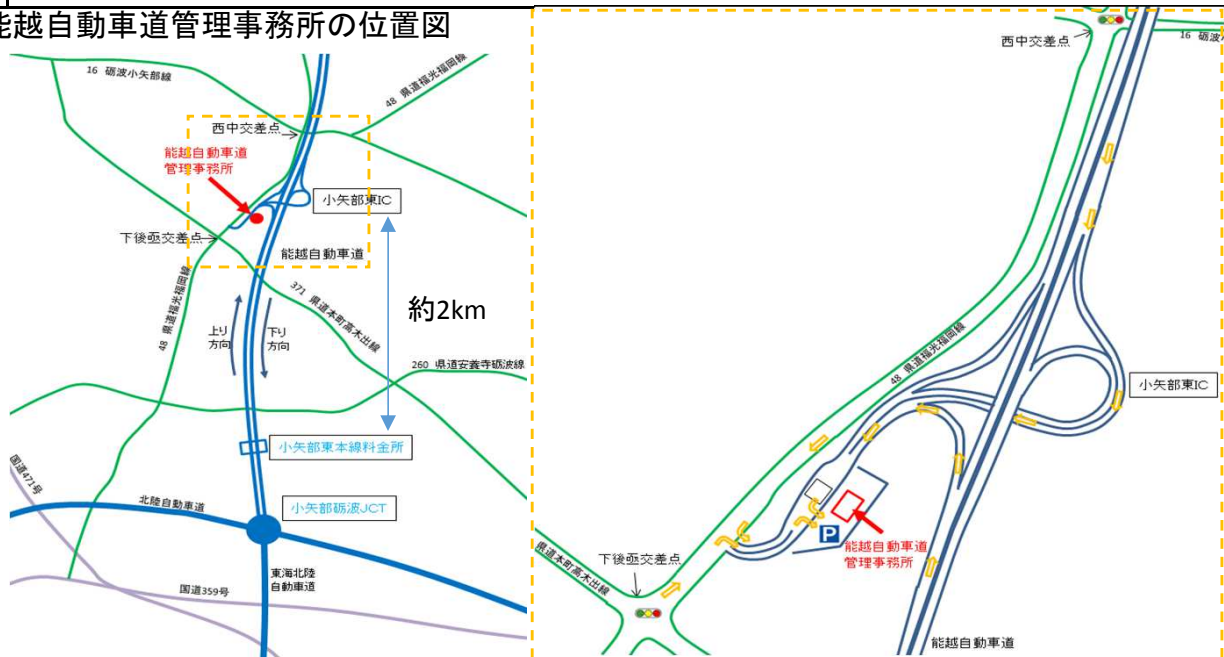 能越自動車道管理事務所の位置図
16 砺波小矢部線
48 県道福光福岡線
西中交差点
能越自動車道
管理事務所
小矢部東IC
下後亟交差点
能越自動車道
371 県道本町高木出線
約2km
48 県道福光福岡線
上り
方向
下り
方向
260 県道安養寺砺波線
小矢部東本線料金所
国道471号
北陸自動車道
小矢部砺波JCT
東海北陸
自動車道
国道359号
西中交差点
16 砺波小
48 県道福光福岡線
小矢部東IC
P
能越自動車道
管理事務所
下後亟交差点
県道本町高木出線
能越自動車道